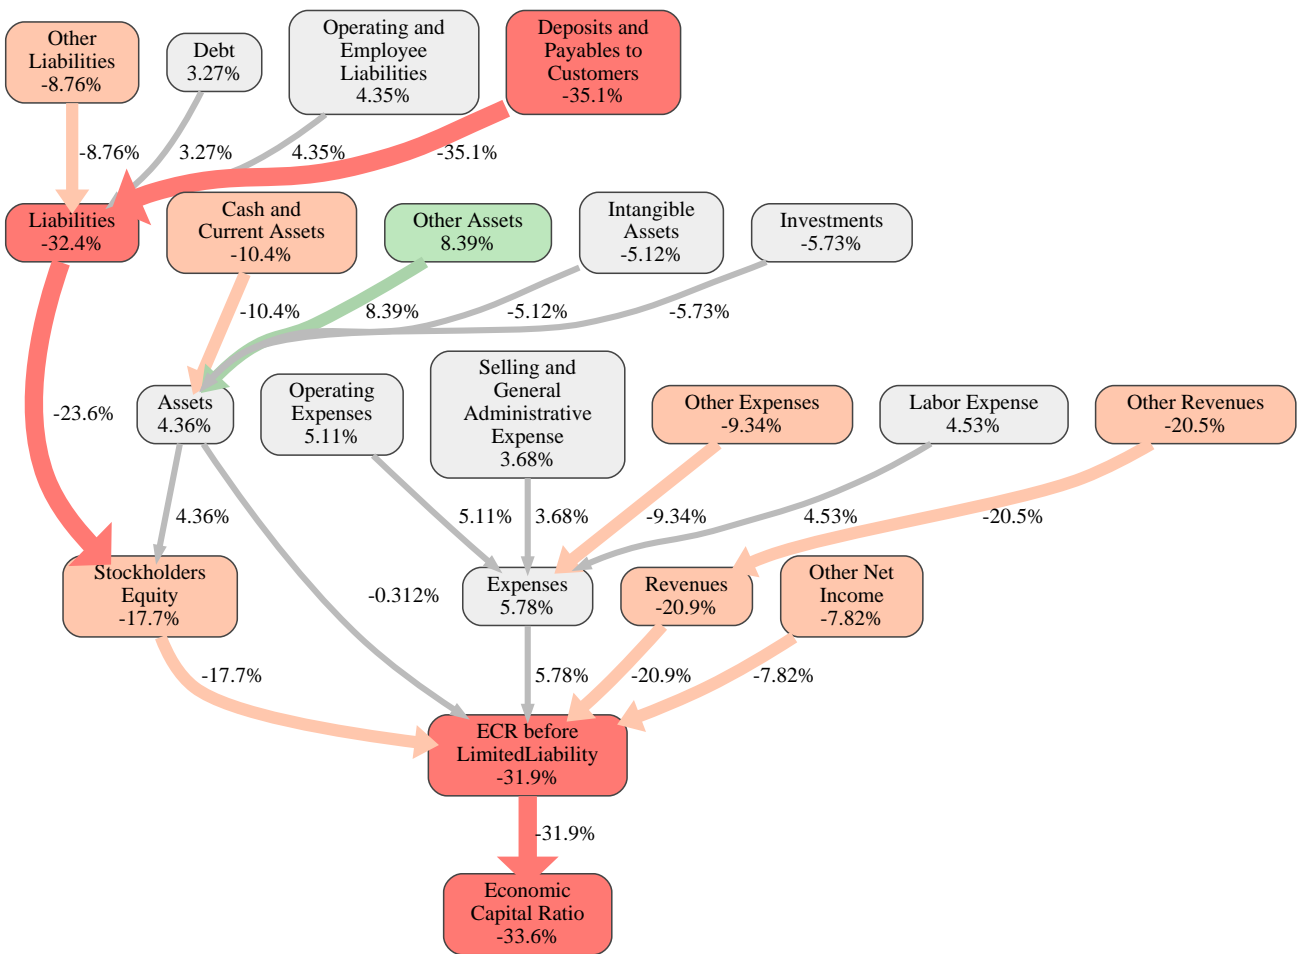 Other
Liabilities
-8.76%
Debt
3.27%
Operating and
Employee
Liabilities
4.35%
Deposits and
Payables to
Customers
-35.1%
-8.76%
3.27%
4.35%
-35.1%
Liabilities
-32.4%
Cash and
Current Assets
-10.4%
Other Assets
8.39%
Intangible
Assets
-5.12%
Investments
-5.73%
-10.4%
8.39%
-5.12%
-5.73%
-23.6%
Assets
4.36%
Operating
Expenses
5.11%
Selling and
General
Administrative
Expense
3.68%
Other Expenses
-9.34%
Labor Expense
4.53%
Other Revenues
-20.5%
4.36%
-0.312%
5.11%
3.68%
-9.34%
4.53%
-20.5%
Stockholders
Equity
-17.7%
Expenses
5.78%
Revenues
-20.9%
Other Net
Income
-7.82%
-17.7%
5.78%
-20.9%
-7.82%
ECR before
LimitedLiability
-31.9%
-31.9%
Economic
Capital Ratio
-33.6%